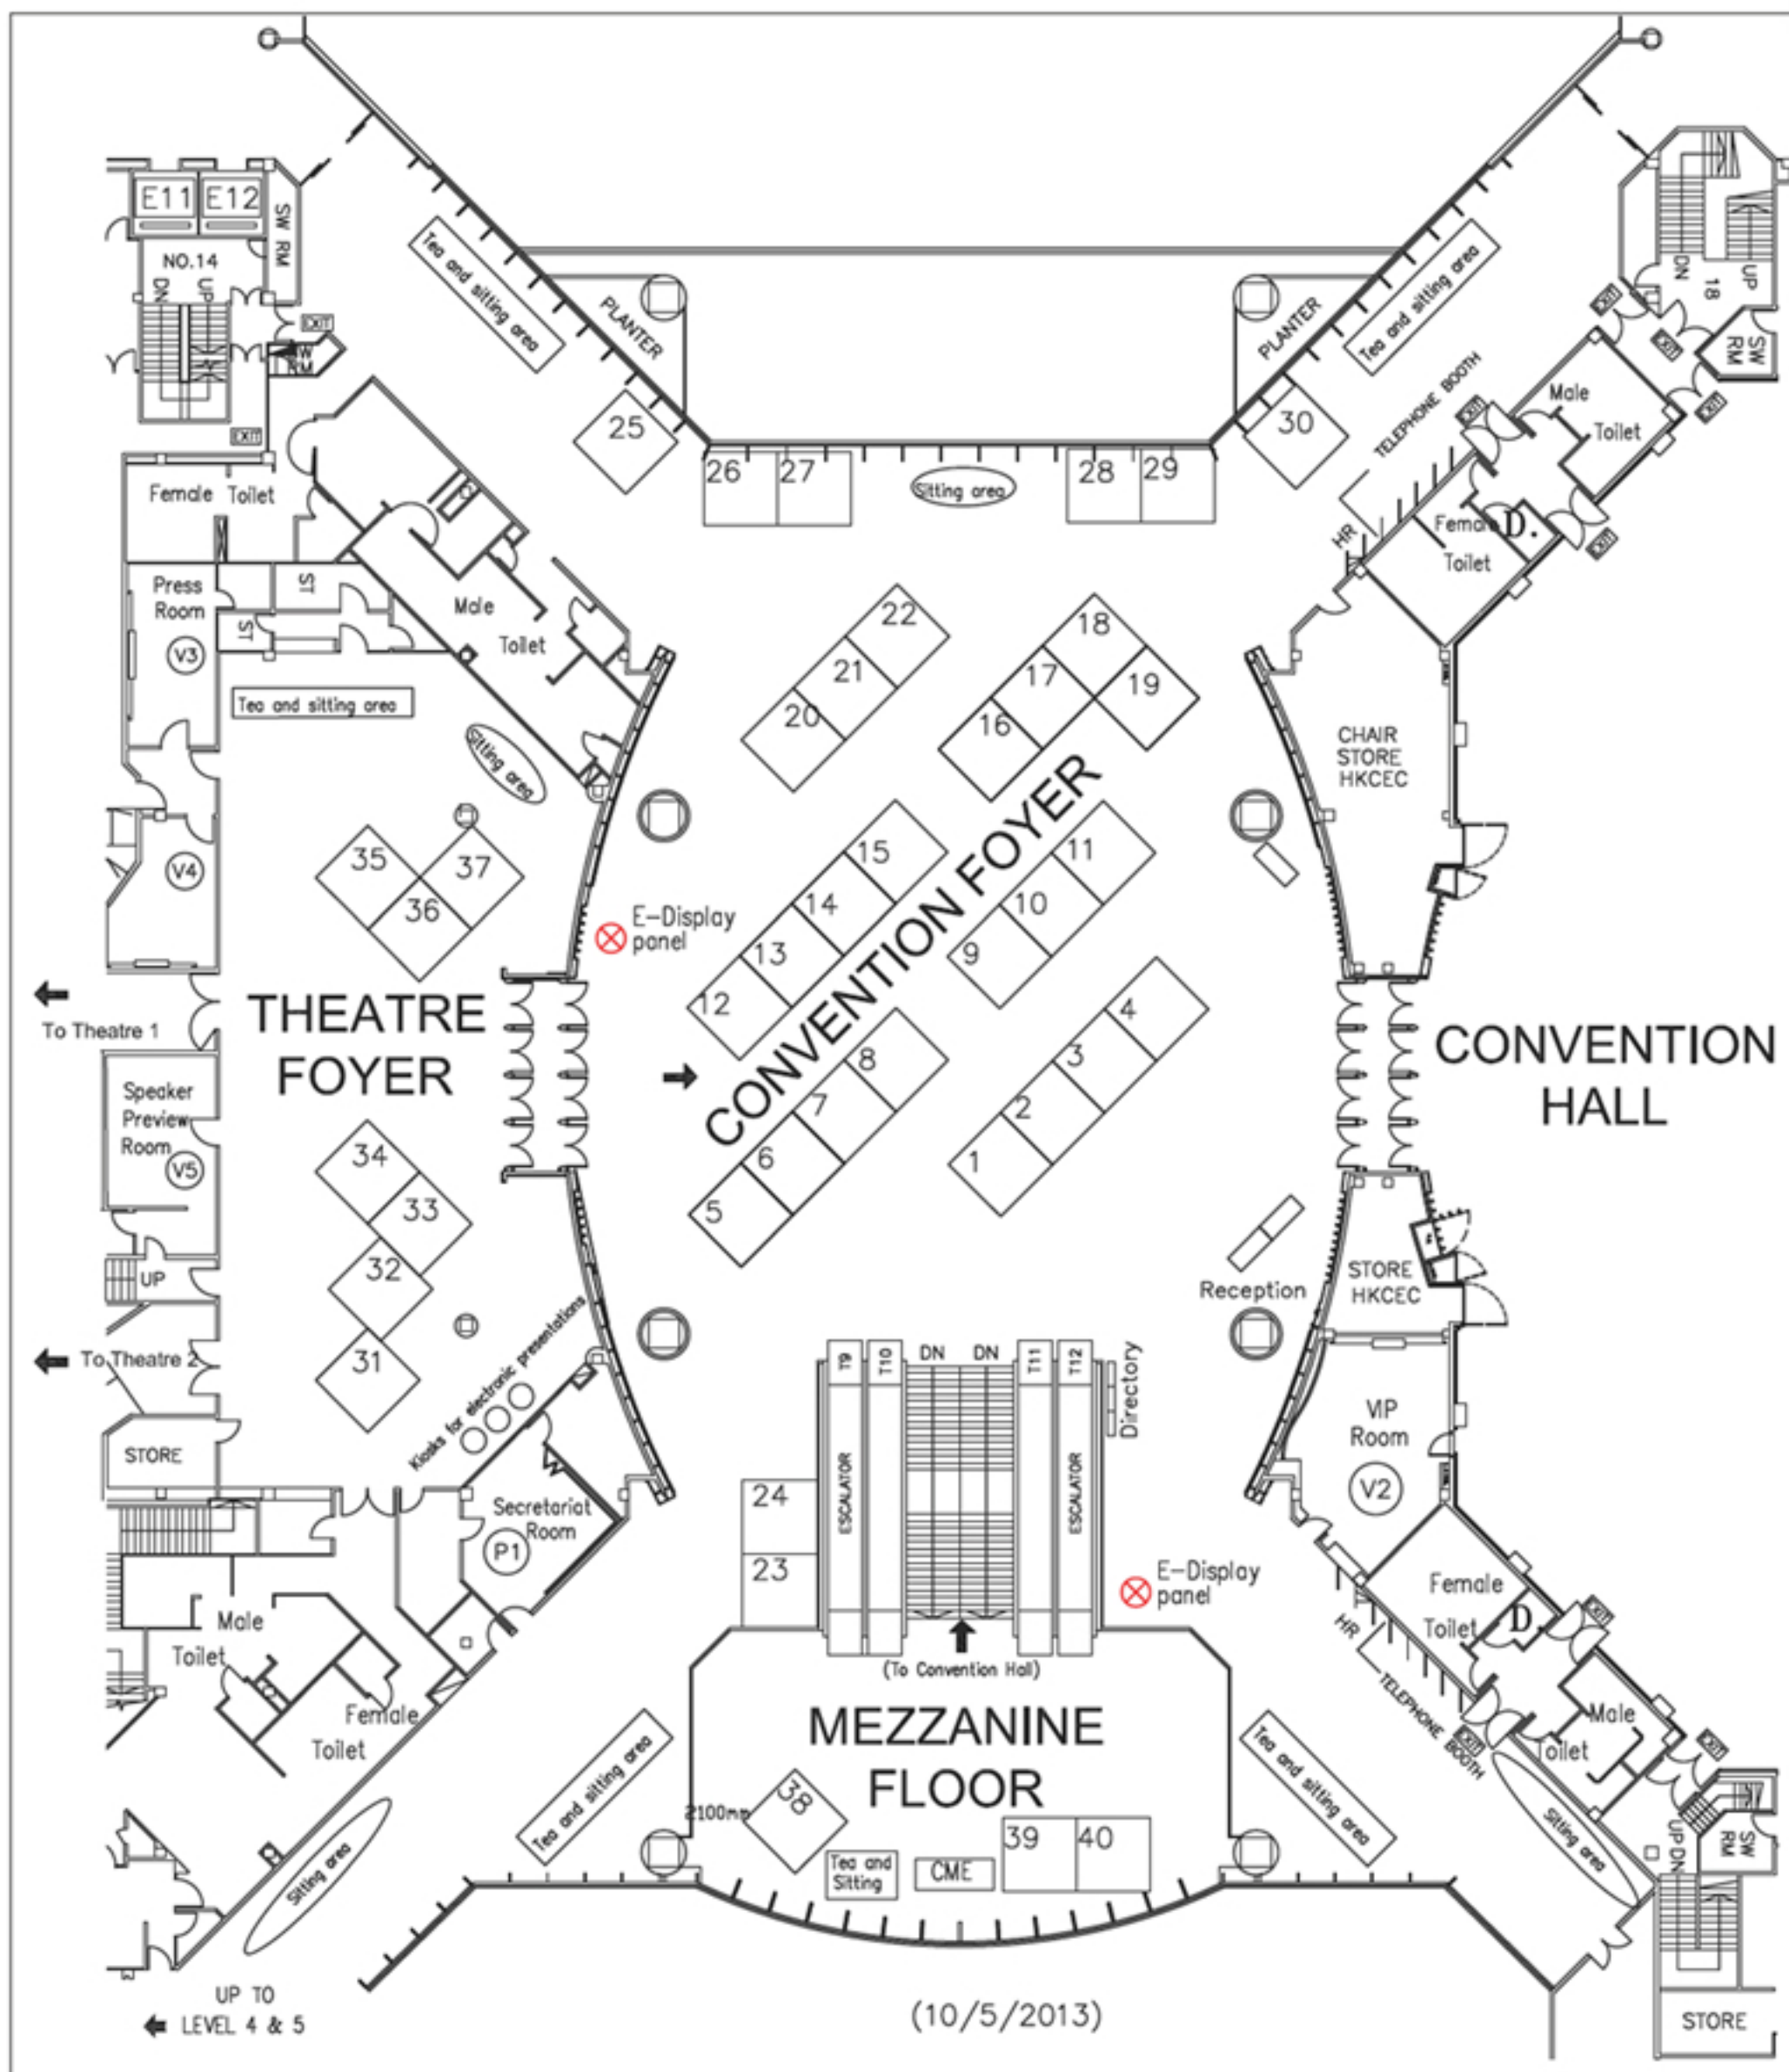 E11
E12
SW RM
NO.14
DN
UP
EXIT
RM
EXIT
Tea and sitting area
PLANTER
PLANTER
Tea and sitting area
TELEPHONE BOOTH
DN
18
UP
EXIT
EXIT
SW
RM
EXIT
EXIT
EXIT
Male
Toilet
Female
D.
Toilet
HR
25
26
27
Sitting area
28
29
30
Female Toilet
Press
Room
V3
ST
ST
Male
Toilet
Tea and sitting area
Sitting area
22
21
20
18
17
19
16
CHAIR
STORE
HKCEC
V4
35
37
36
E-Display
panel
15
14
13
12
11
10
9
CONVENTION FOYER
To Theatre 1
THEATRE
FOYER
CONVENTION
HALL
4
3
2
1
8
7
6
5
Speaker
Preview
Room
V5
34
33
32
31
UP
To Theatre 2
STORE
Kiosks for electronic presentations
Reception
STORE
HKCEC
T9
T10
DN
DN
T11
T12
Directory
ESCALATOR
ESCALATOR
VIP
Room
V2
24
23
Secretariat
Room
P1
E-Display
panel
(To Convention Hall)
Male
Toilet
Female
Toilet
Female
Toilet
D
EXIT
HR
TELEPHONE BOOTH
EXIT
Male
Toilet
EXIT
MEZZANINE
FLOOR
Tea and sitting area
Tea and sitting area
Sitting area
Sitting area
2100mm
38
39
40
Tea and
Sitting
CME
UP
DN
SW
RM
UP TO
LEVEL 4 & 5
(10/5/2013)
STORE